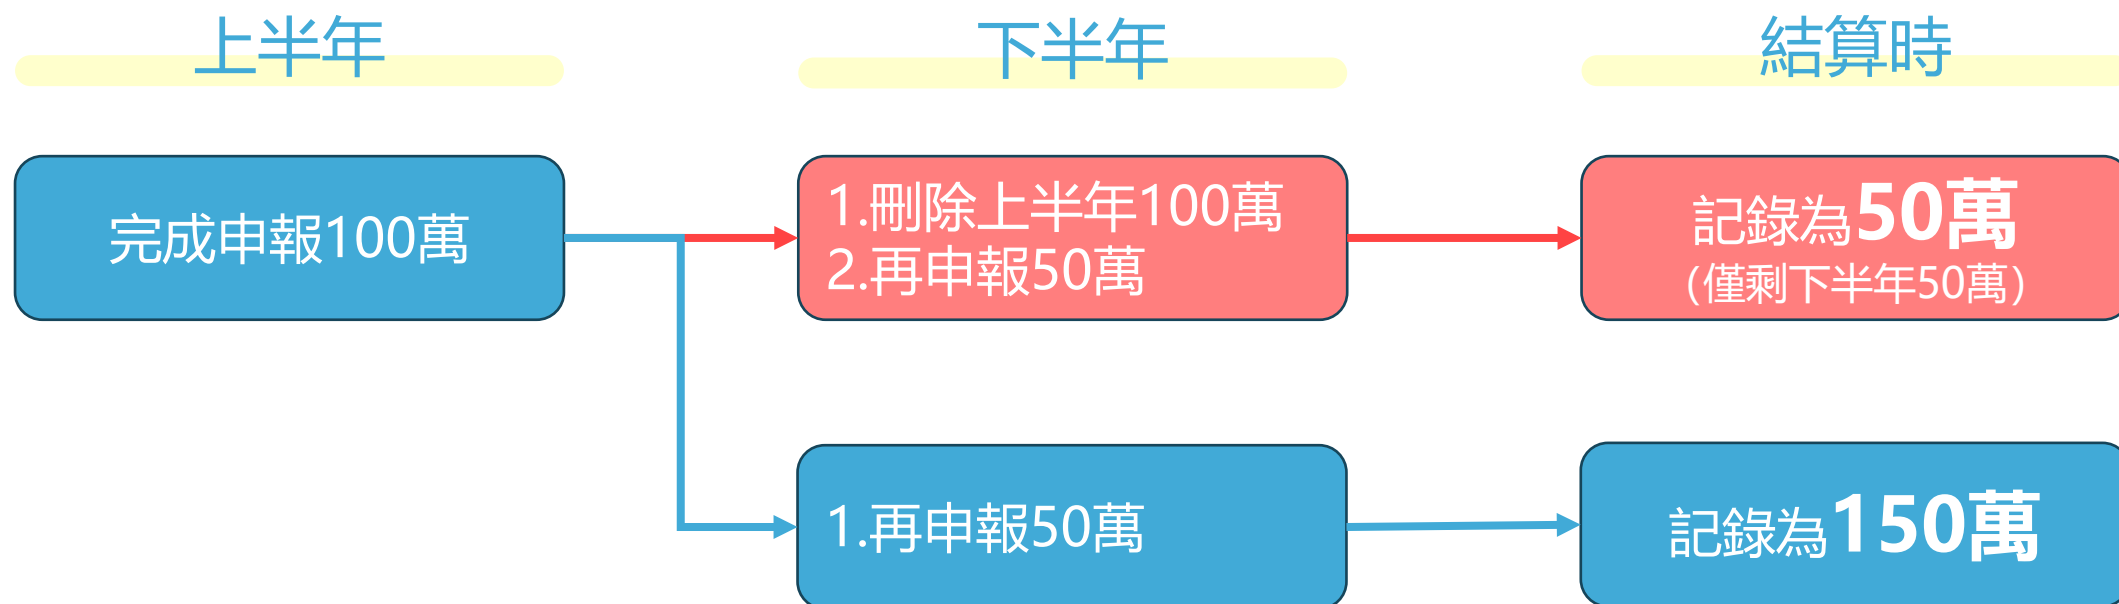 上半年
下半年
結算時
完成申報100萬
1.刪除上半年100萬
2.再申報50萬
記錄為50萬
(僅剩下半年50萬)
1.再申報50萬
記錄為150萬